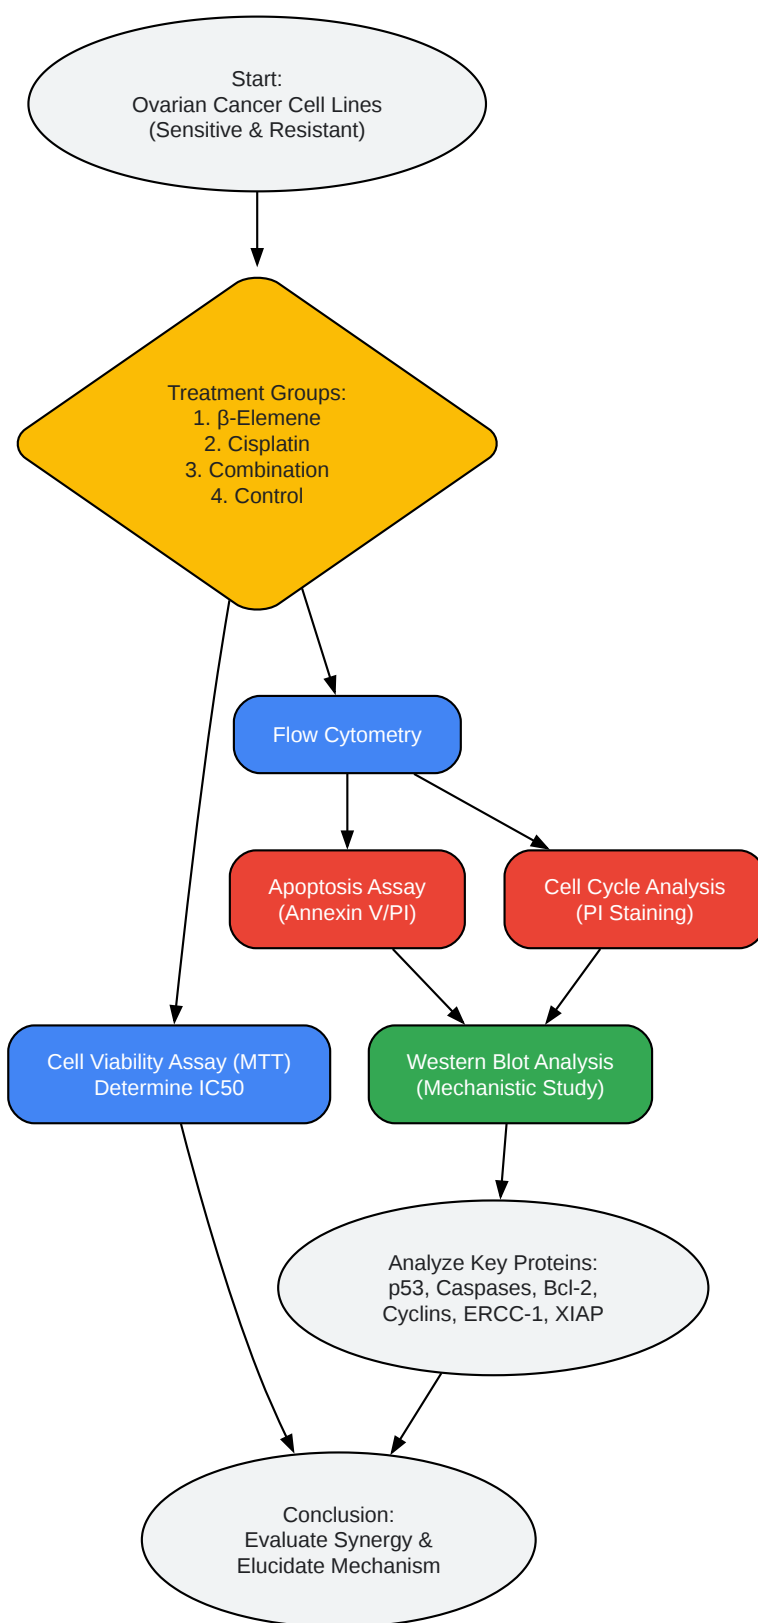 Start:
Ovarian Cancer Cell Lines
(Sensitive & Resistant)
Treatment Groups:
1. β-Elemene
2. Cisplatin
3. Combination
4. Control
Flow Cytometry
Apoptosis Assay
(Annexin V/PI)
Cell Cycle Analysis
(PI Staining)
Cell Viability Assay (MTT)
Determine IC50
Western Blot Analysis
(Mechanistic Study)
Analyze Key Proteins:
p53, Caspases, Bcl-2,
Cyclins, ERCC-1, XIAP
Conclusion:
Evaluate Synergy &
Elucidate Mechanism